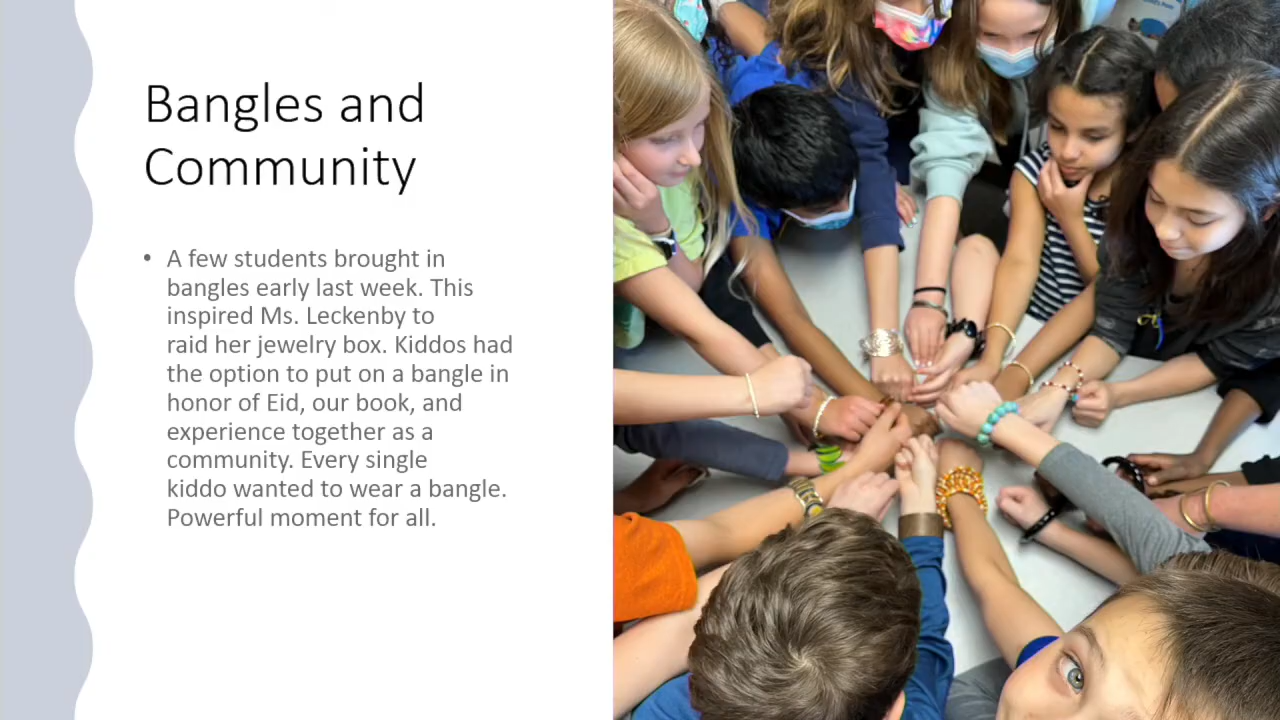 Bangles and
Community
• A few students brought in
bangles early last week. This
inspired Ms. Leckenby to
raid her jewelry box. Kiddos had
the option to put on a bangle in
honor of Eid, our book, and
experience together as a
community. Every single
kiddo wanted to wear a bangle.
Powerful moment for all.